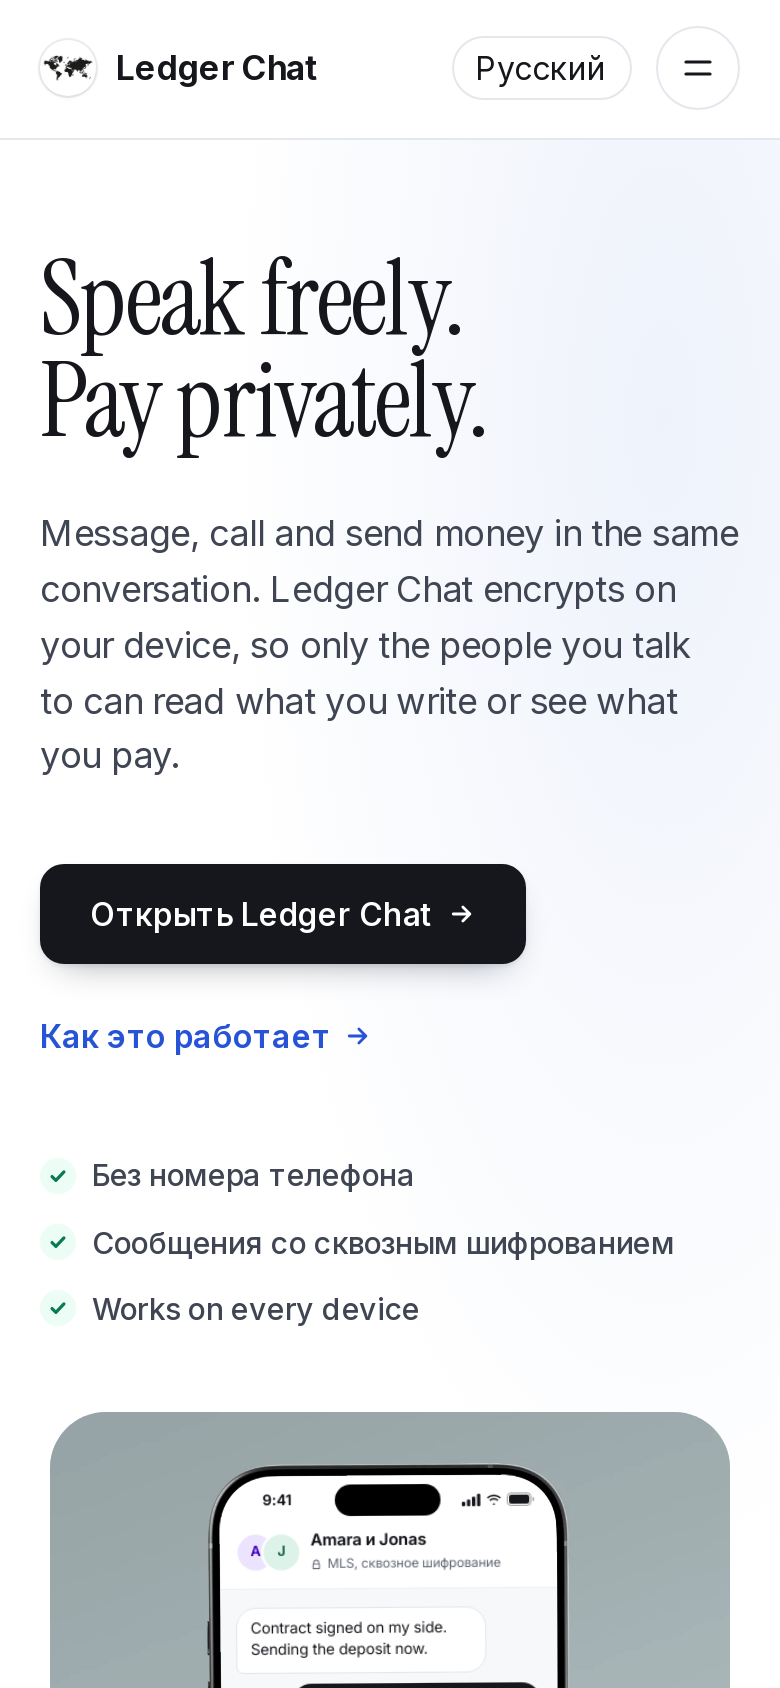 Ledger Chat
Русский
Speak freely.
Pay privately.
Message, call and send money in the same
conversation. Ledger Chat encrypts on
your device, so only the people you talk
to can read what you write or see what
you pay.
Открыть Ledger Chat →
Как это работает →
Без номера телефона
Сообщения со сквозным шифрованием
Works on every device
9:41
A J
Amara и Jonas
MLS, сквозное шифрование
Contract signed on my side.
Sending the deposit now.